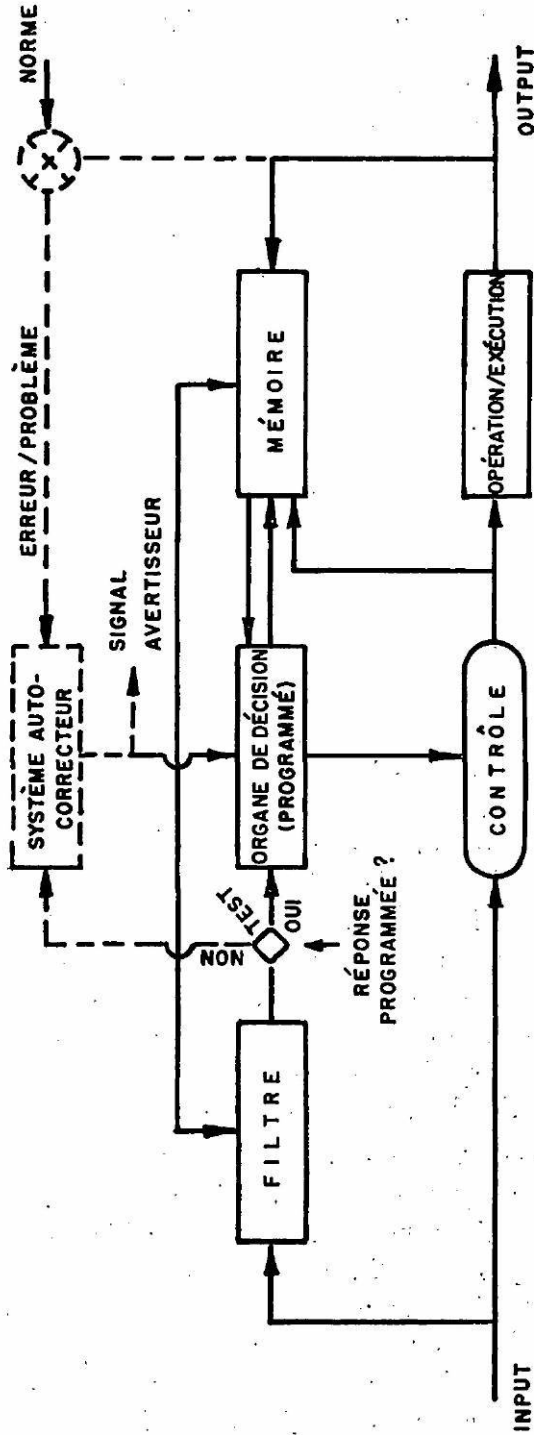 NORME
ERREUR/PROBLÈME
SYSTÈME AUTO-
CORRECTEUR
SIGNAL
AVERTISSEUR
MÉMOIRE
ORGANE DE DÉCISION
(PROGRAMMÉ)
TEST
NON
OUI
RÉPONSE
PROGRAMMÉE ?
FILTRE
INPUT
CONTRÔLE
OPÉRATION/EXÉCUTION
OUTPUT